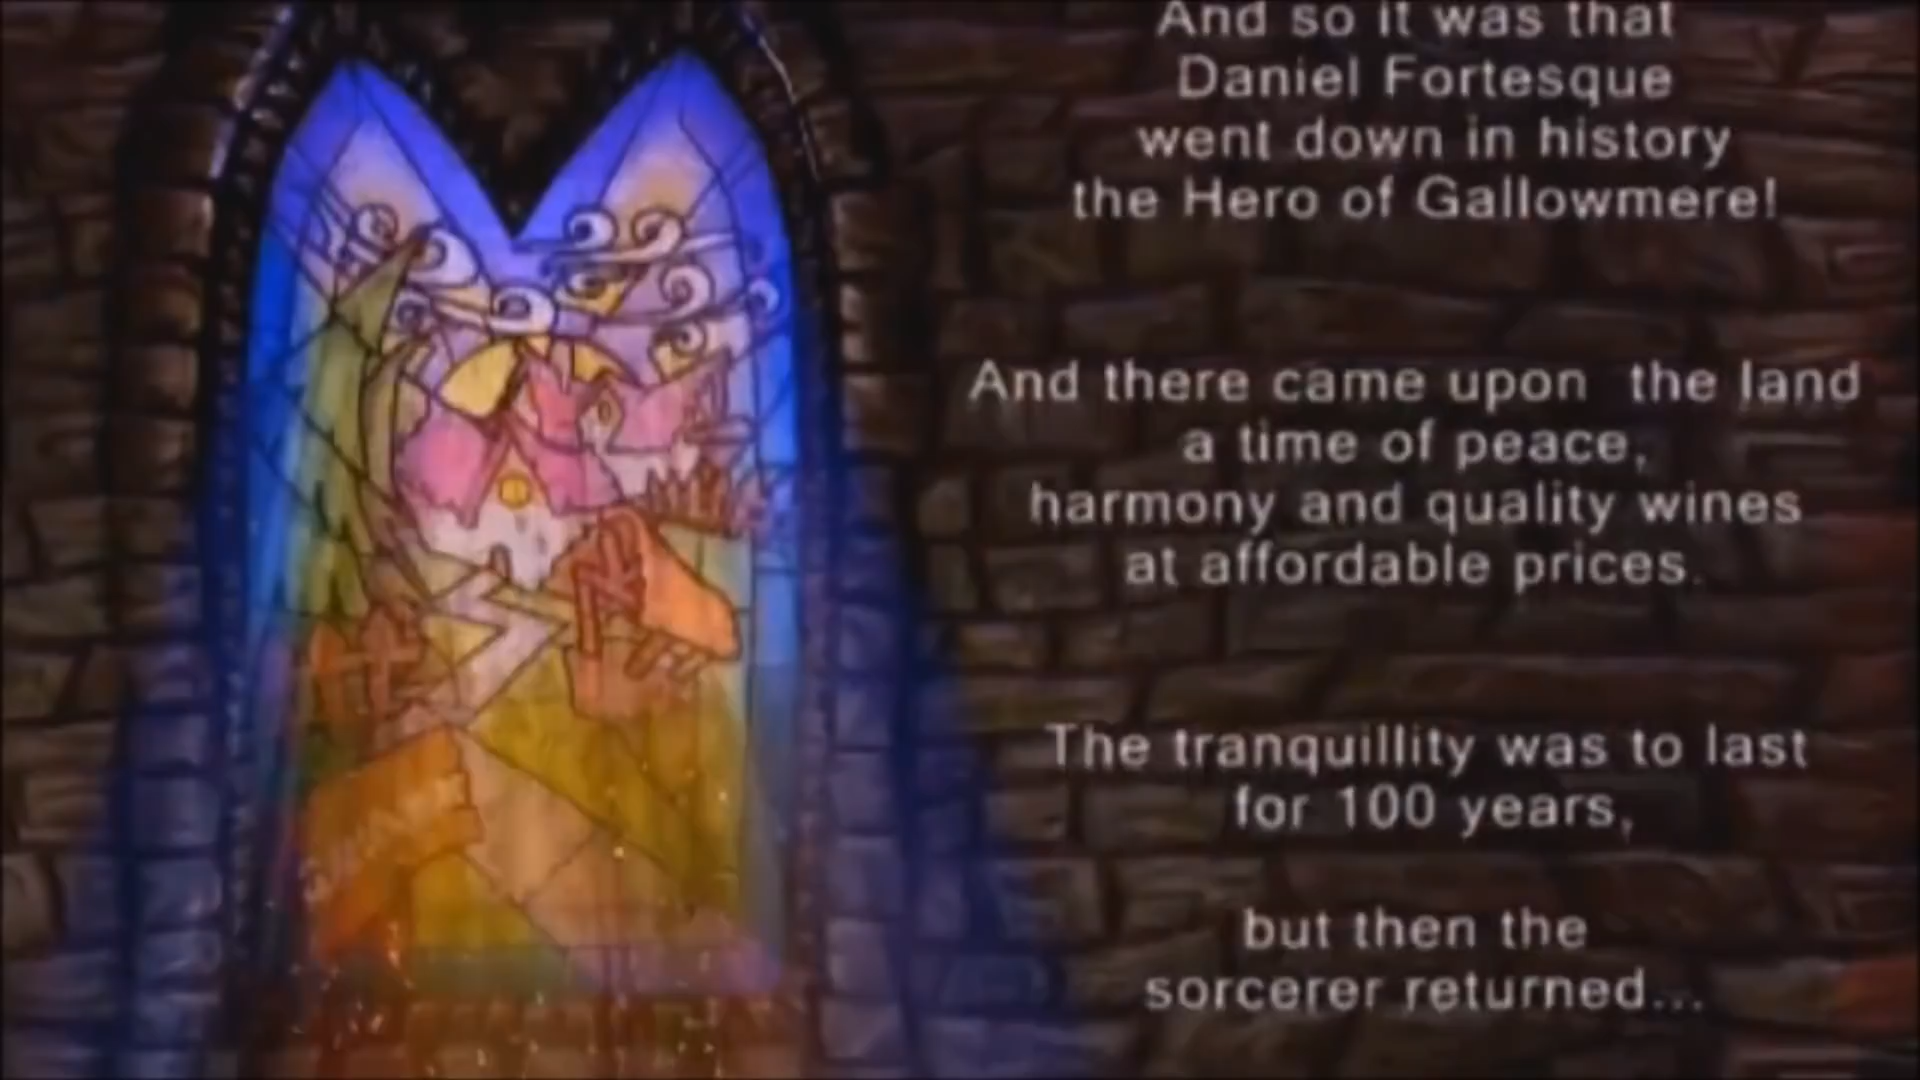 And so it was that
Daniel Fortesque
went down in history
the Hero of Gallowmere!
And there came upon the land
a time of peace,
harmony and quality wines
at affordable prices.
The tranquillity was to last
for 100 years,
but then the
sorcerer returned...